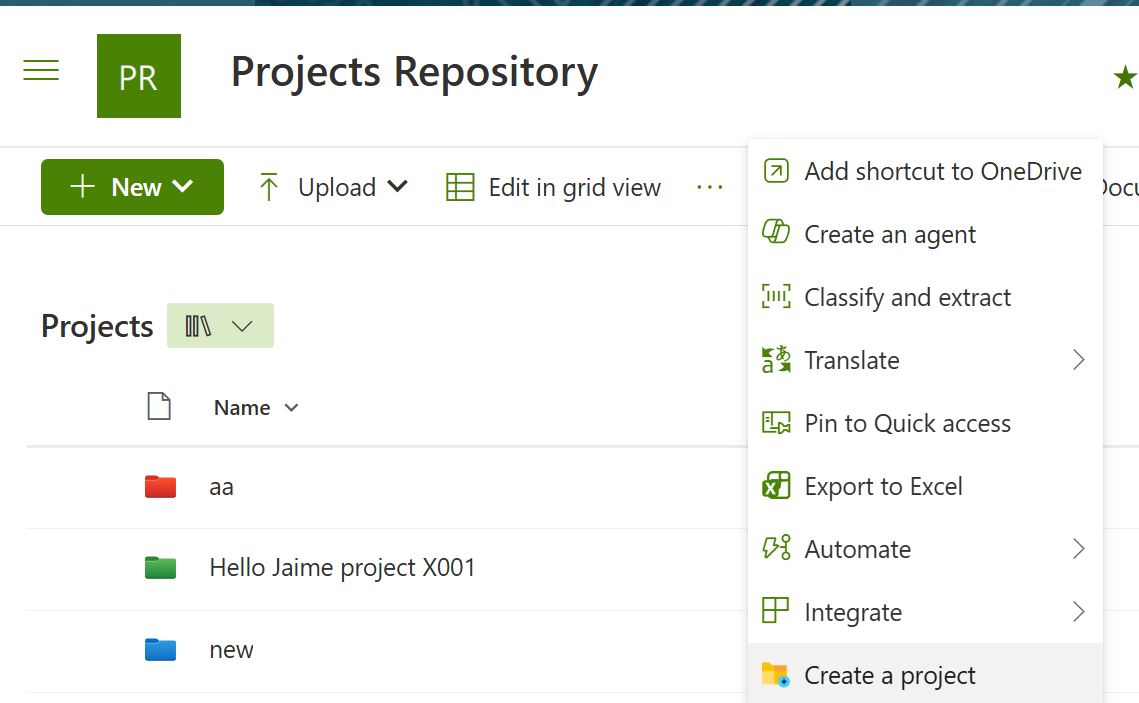 PR
Projects Repository
New
Upload
Edit in grid view
Add shortcut to OneDrive
Create an agent
Classify and extract
Translate
Pin to Quick access
Export to Excel
Automate
Integrate
Create a project
Projects
Name
aa
Hello Jaime project X001
new